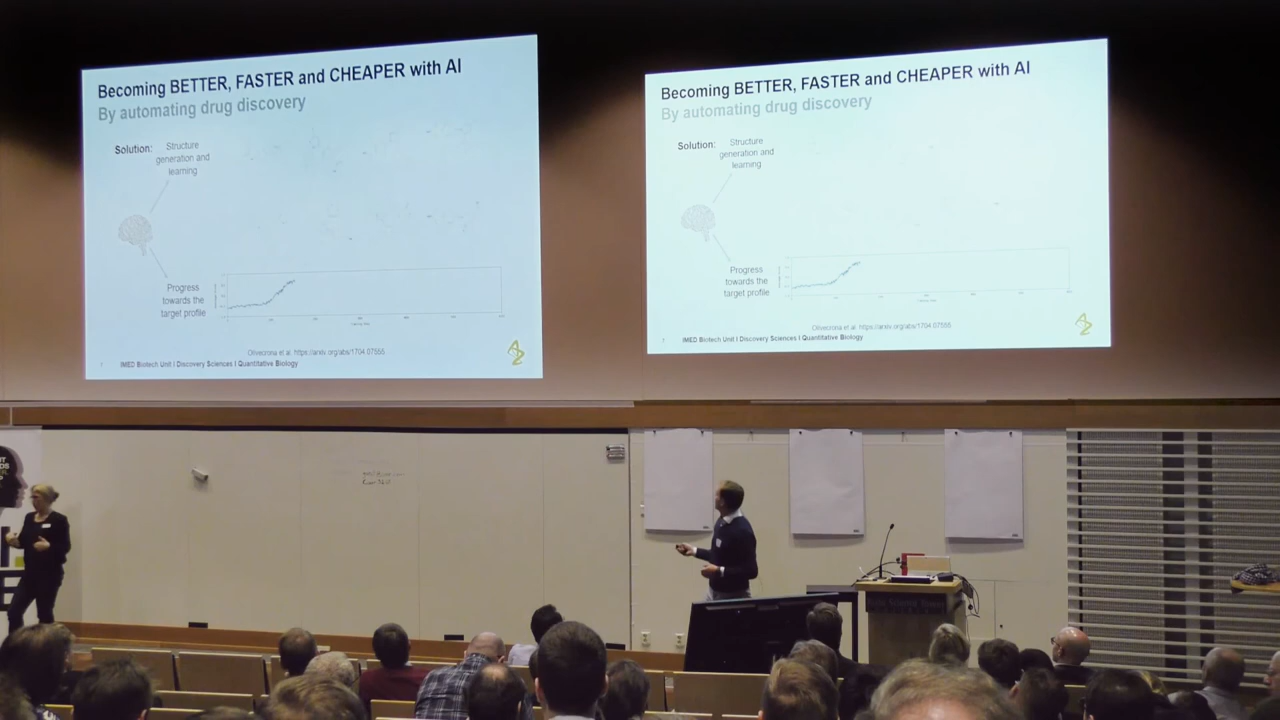 Becoming BETTER, FASTER and CHEAPER with AI
By automating drug discovery
Solution:
Structure
generation and
learning
Progress
towards the
target profile
Olivecrona et al. https://arxiv.org/abs/1704.07555
7 IMED Biotech Unit I Discovery Sciences I Quantitative Biology
Becoming BETTER, FASTER and CHEAPER with AI
By automating drug discovery
Solution:
Structure
generation and
learning
Progress
towards the
target profile
Olivecrona et al. https://arxiv.org/abs/1704.07555
7 IMED Biotech Unit I Discovery Sciences I Quantitative Biology